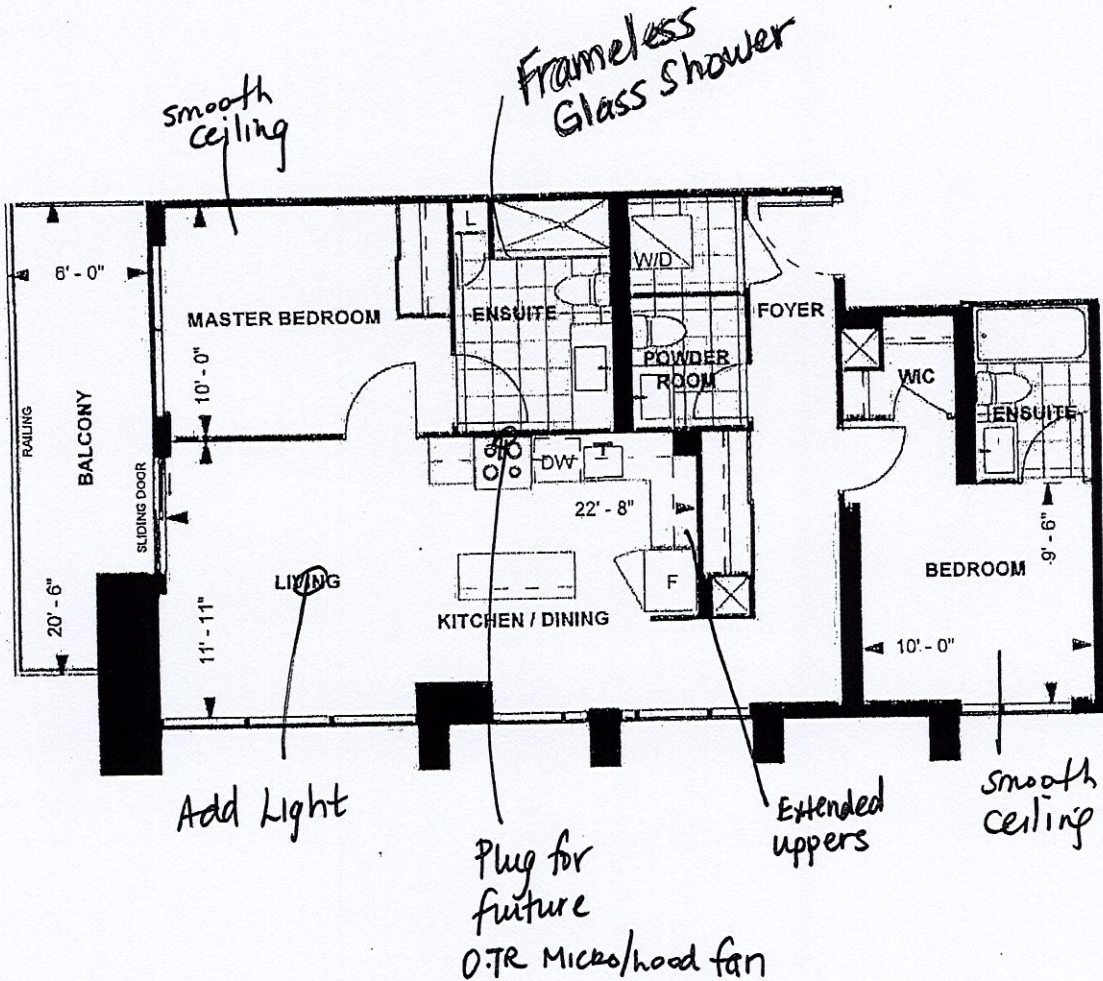 Frameless
Glass Shower
smooth
ceiling
6' - 0"
MASTER BEDROOM
10' - 0"
L
ENSUITE
W/D
POWDER
ROOM
FOYER
WIC
ENSUITE
RAILING
BALCONY
SLIDING DOOR
20' - 6"
DW
22' - 8"
F
LIVING
11' - 11"
KITCHEN / DINING
BEDROOM
9' - 6"
10' - 0"
Add Light
Plug for
fuiture
O.TR Micro/hood fan
Extended
uppers
smooth
ceiling